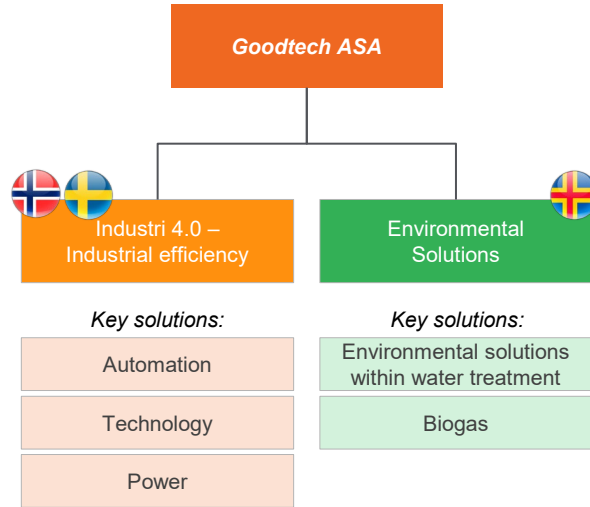 Goodtech ASA
Industri 4.0 –
Industrial efficiency
Environmental
Solutions
Key solutions:
Automation
Technology
Power
Key solutions:
Environmental solutions
within water treatment
Biogas